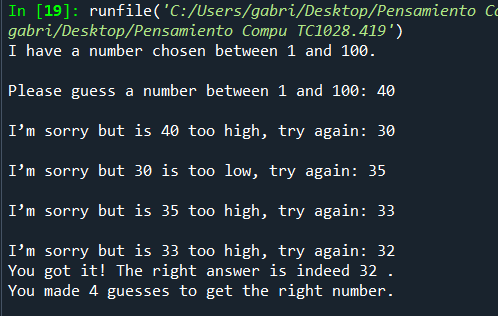 In [19]: runfile('C:/Users/gabri/Desktop/Pensamiento Co
gabri/Desktop/Pensamiento Compu TC1028.419')
I have a number chosen between 1 and 100.
Please guess a number between 1 and 100: 40
I’m sorry but is 40 too high, try again: 30
I’m sorry but 30 is too low, try again: 35
I’m sorry but is 35 too high, try again: 33
I’m sorry but is 33 too high, try again: 32
You got it! The right answer is indeed 32 .
You made 4 guesses to get the right number.